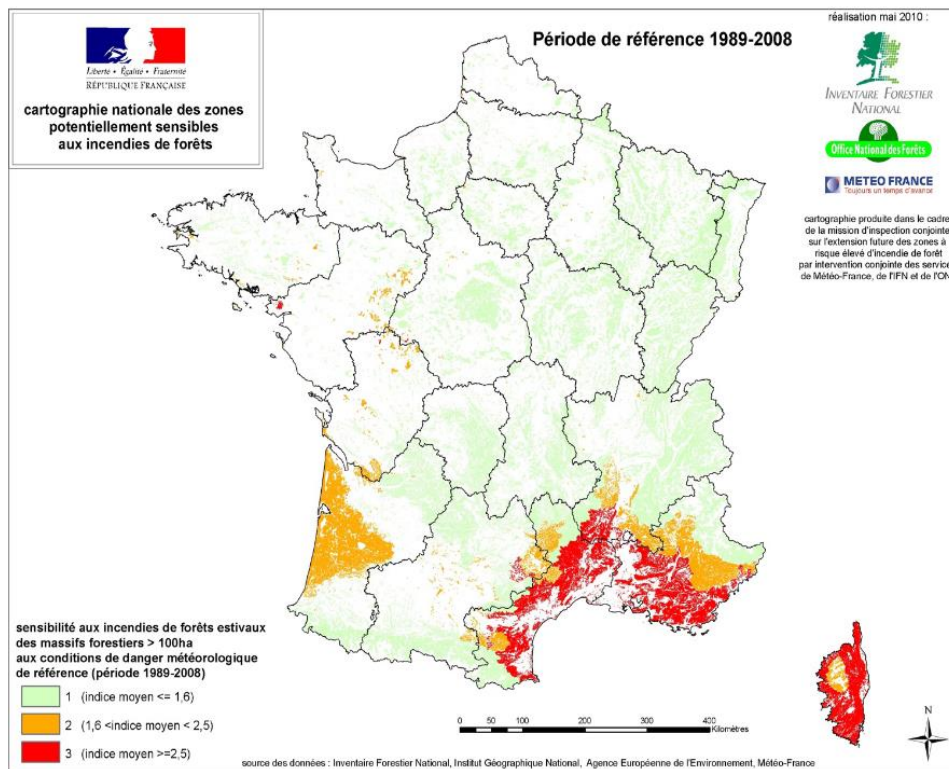 Liberté • Égalité • Fraternité
RÉPUBLIQUE FRANÇAISE
cartographie nationale des zones
potentiellement sensibles
aux incendies de forêts
Période de référence 1989-2008
réalisation mai 2010 :
INVENTAIRE FORESTIER
NATIONAL
Office National des Forêts
METEO FRANCE
Toujours un temps d'avance
cartographie produite dans le cadre
de la mission d'inspection conjointe
sur l'extension future des zones à
risque élevé d'incendie de forêt
par intervention conjointe des service
de Météo-France, de l'IFN et de l'ON
sensibilité aux incendies de forêts estivaux
des massifs forestiers > 100ha
aux conditions de danger météorologique
de référence (période 1989-2008)
1 (indice moyen <= 1,6)
2 (1,6 <indice moyen < 2,5)
3 (indice moyen >=2,5)
0 50 100 200 300 400
Kilomètres
N
source des données : Inventaire Forestier National, Institut Géographique National, Agence Européenne de l'Environnement, Météo-France